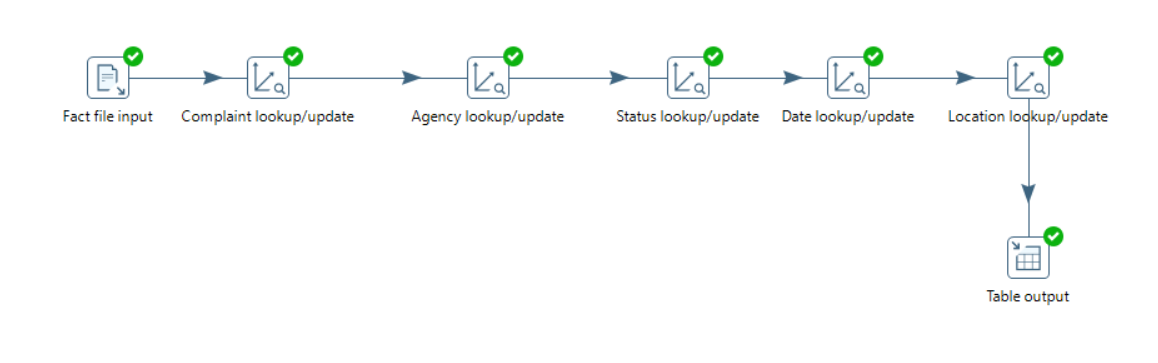 Fact file input
Complaint lookup/update
Agency lookup/update
Status lookup/update
Date lookup/update
Location lookup/update
Table output